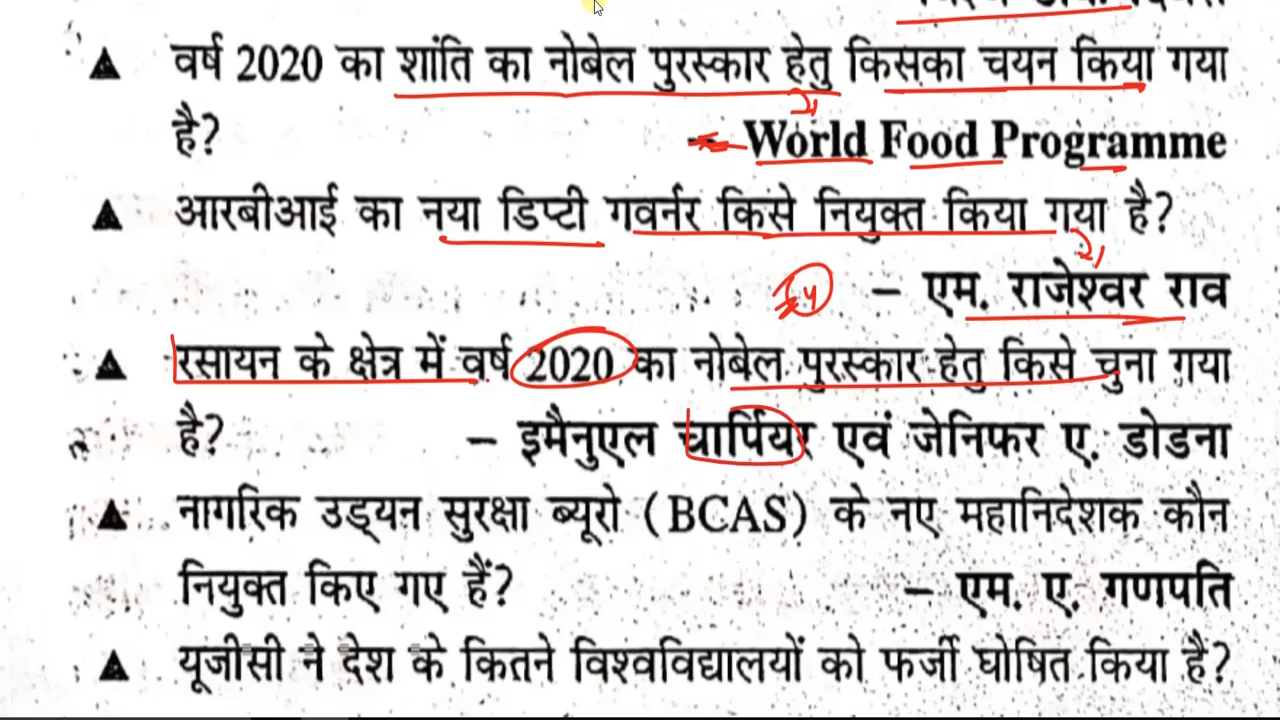 ▲ वर्ष 2020 का शांति का नोबेल पुरस्कार हेतु किसका चयन किया गया
है? – World Food Programme
▲ आरबीआई का नया डिप्टी गवर्नर किसे नियुक्त किया गया है?
– एम. राजेश्वर राव
▲ रसायन के क्षेत्र में वर्ष 2020 का नोबेल पुरस्कार हेतु किसे चुना गया
है? – इमैनुएल चार्पियर एवं जेनिफर ए. डोडना
▲ नागरिक उड्यन सुरक्षा ब्यूरो (BCAS) के नए महानिदेशक कौन
नियुक्त किए गए हैं? – एम. ए. गणपति
▲ यूजीसी ने देश के कितने विश्वविद्यालयों को फर्जी घोषित किया है?